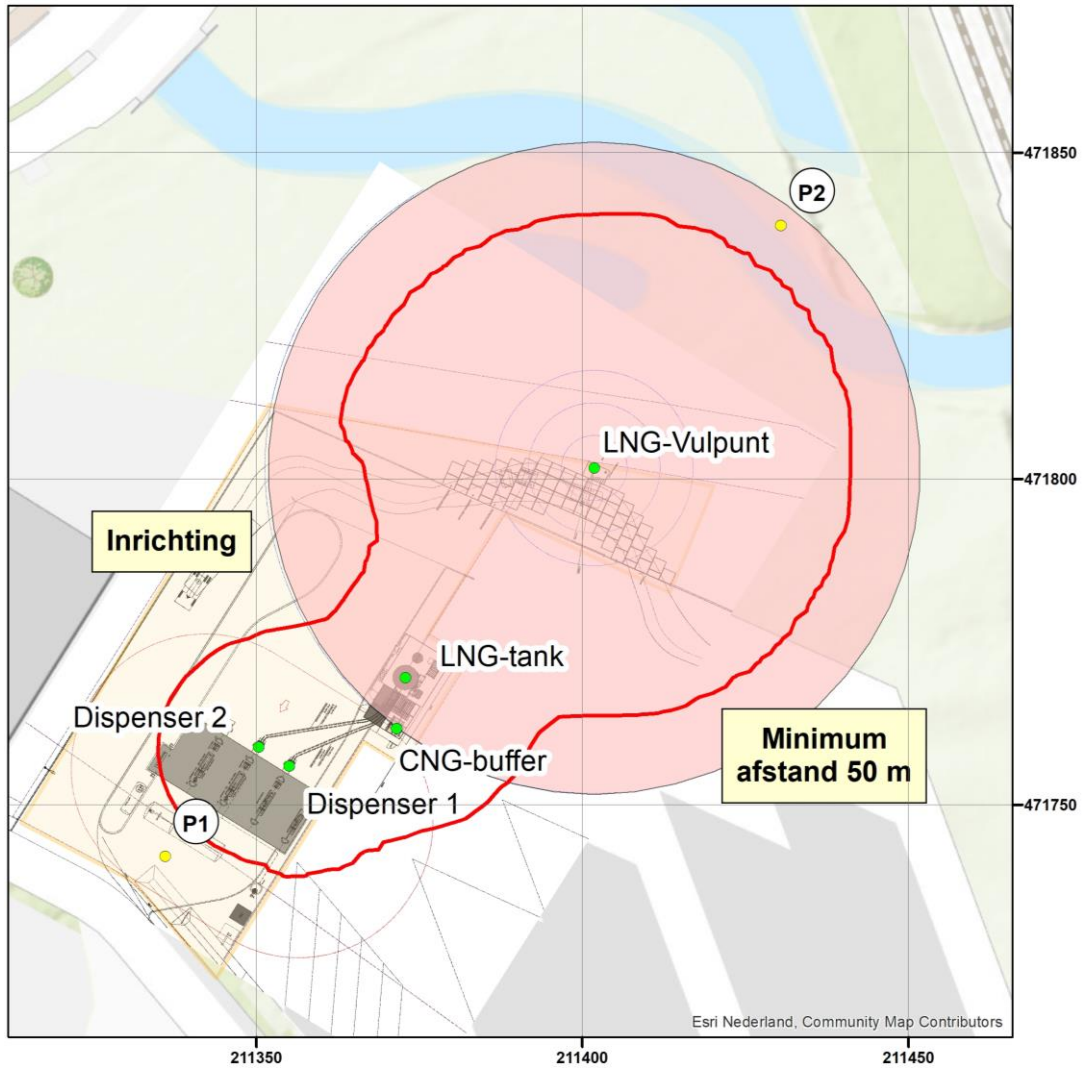 P2
471850
LNG-Vulpunt
471800
Inrichting
LNG-tank
Dispenser 2
CNG-buffer
Minimum
afstand 50 m
Dispenser 1
P1
471750
Esri Nederland, Community Map Contributors
211350
211400
211450